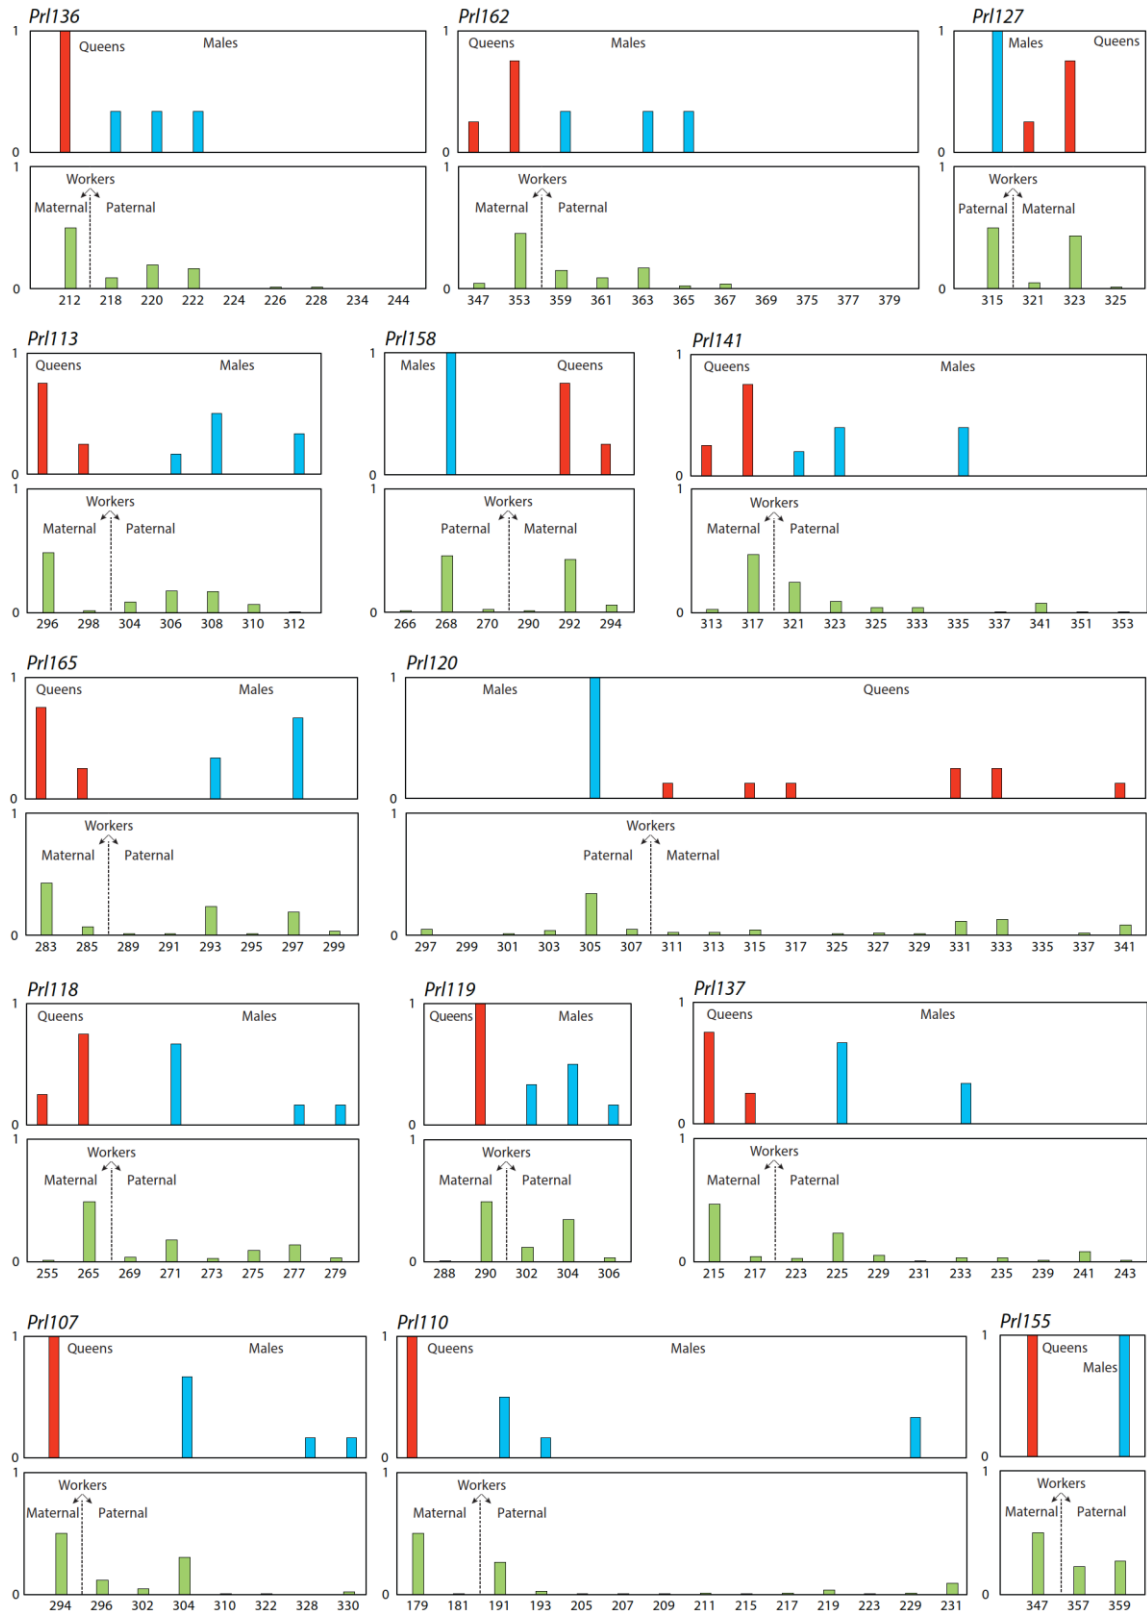 Prl136 Prl162 Prl127
1 Queens Males 1 Queens Males 1 Males Queens
0 0 0
1 Workers 1 Workers 1 Workers
Maternal Paternal Maternal Paternal Paternal Maternal
0 0 0
212 218 220 222 224 226 228 234 244 347 353 359 361 363 365 367 369 375 377 379 315 321 323 325
Prl113 Prl158 Prl141
1 Queens Males 1 Males Queens 1 Queens Males
0 0 0
1 Workers 1 Workers 1 Workers
Maternal Paternal Paternal Maternal Maternal Paternal
0 0 0
296 298 304 306 308 310 312 266 268 270 290 292 294 313 317 321 323 325 333 335 337 341 351 353
Prl165 Prl120
1 Queens Males 1 Males Queens
0 0
1 Workers 1 Workers
Maternal Paternal Paternal Maternal
0 0
283 285 289 291 293 295 297 299 297 299 301 303 305 307 311 313 315 317 325 327 329 331 333 335 337 341
Prl118 Prl119 Prl137
1 Queens Males 1 Queens Males 1 Queens Males
0 0 0
1 Workers 1 Workers 1 Workers
Maternal Paternal Maternal Paternal Maternal Paternal
0 0 0
255 265 269 271 273 275 277 279 288 290 302 304 306 215 217 223 225 229 231 233 235 239 241 243
Prl107 Prl110 Prl155
1 Queens Males 1 Queens Males 1 Queens
Males
0 0 0
1 Workers 1 Workers 1 Workers
Maternal Paternal Maternal Paternal Maternal Paternal
0 0 0
294 296 302 304 310 322 328 330 179 181 191 193 205 207 209 211 215 217 219 223 229 231 347 357 359